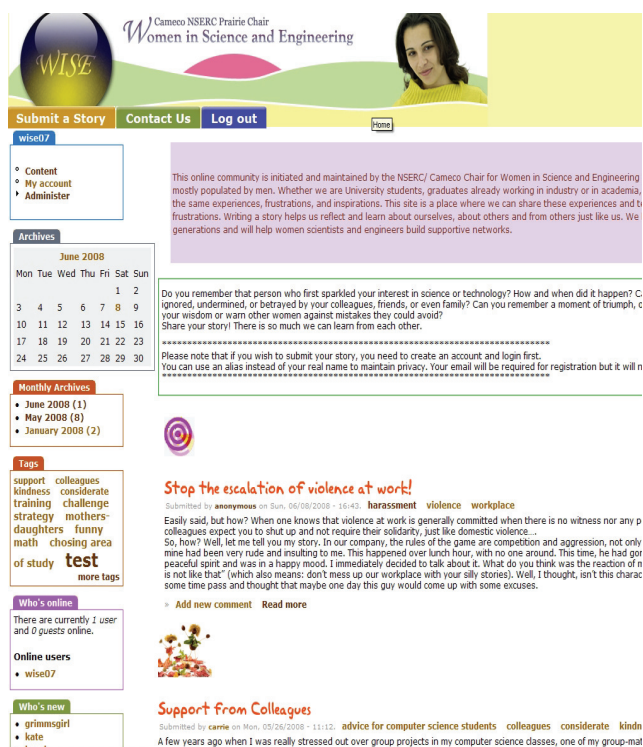 WISE
Cameco NSERC Prairie Chair
Women in Science and Engineering
Submit a Story
Contact Us
Log out
Home
wise07
Content
My account
Administer
Archives
June 2008
Mon Tue Wed Thu Fri Sat Sun
1 2
3 4 5 6 7 8 9
10 11 12 13 14 15 16
17 18 19 20 21 22 23
24 25 26 27 28 29 30
Monthly Archives
June 2008 (1)
May 2008 (8)
January 2008 (2)
Tags
support colleagues
kindness considerate
training challenge
strategy mothers-
daughters funny
math chosing area
of study test
more tags
Who's online
There are currently 1 user
and 0 guests online.
Online users
wise07
Who's new
grimmsgirl
kate
This online community is initiated and maintained by the NSERC/ Cameco Chair for Women in Science and Engineering
mostly populated by men. Whether we are University students, graduates already working in industry or in academia,
the same experiences, frustrations, and inspirations. This site is a place where we can share these experiences and
frustrations. Writing a story helps us reflect and learn about ourselves, about others and from others just like us. We
generations and will help women scientists and engineers build supportive networks.
Do you remember that person who first sparkled your interest in science or technology? How and when did it happen?
ignored, undermined, or betrayed by your colleagues, friends, or even family? Can you remember a moment of triumph,
your wisdom or warn other women against mistakes they could avoid?
Share your story! There is so much we can learn from each other.
Please note that if you wish to submit your story, you need to create an account and login first.
You can use an alias instead of your real name to maintain privacy. Your email will be required for registration but it will
Stop the escalation of violence at work!
Submitted by anonymous on Sun, 06/08/2008 - 16:43. harassment violence workplace
Easily said, but how? When one knows that violence at work is generally committed when there is no witness nor any
colleagues expect you to shut up and not require their solidarity, just like domestic violence...
So, how? Well, let me tell you my story. In our company, the rules of the game are competition and aggression, not only
mine had been very rude and insulting to me. This happened over lunch hour, with no one around. This time, he had
peaceful spirit and was in a happy mood. I immediately decided to talk about it. What do you think was the reaction of
is not like that" (which also means: don't mess up our workplace with your silly stories). Well, I thought, isn't this
some time pass and thought that maybe one day this guy would come up with some excuses.
» Add new comment Read more
Support from Colleagues
Submitted by carrie on Mon, 05/26/2008 - 11:12. advice for computer science students colleagues considerate
A few years ago when I was really stressed out over group projects in my computer science classes, one of my